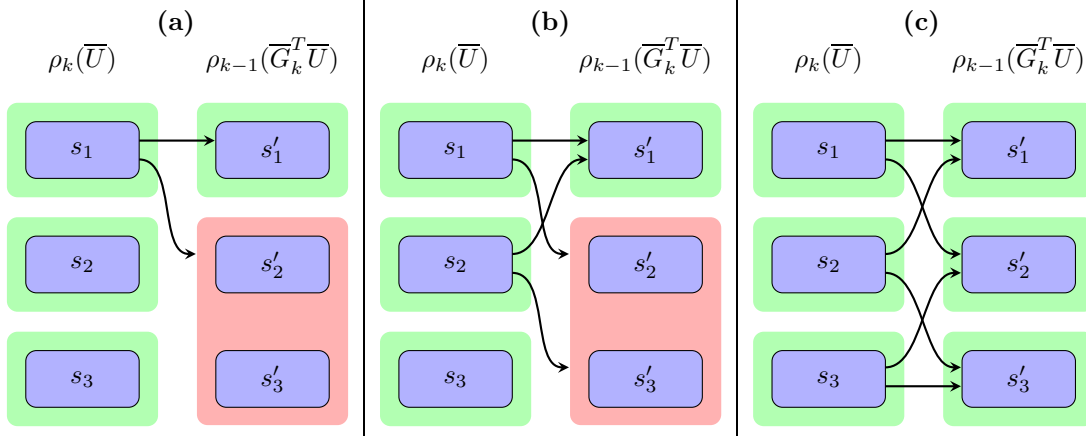 (a) (b) (c)
ρₖ(U̅) ρₖ₋₁(G̅ₖᵀU̅) ρₖ(U̅) ρₖ₋₁(G̅ₖᵀU̅) ρₖ(U̅) ρₖ₋₁(G̅ₖᵀU̅)
s₁ s′₁ s₁ s′₁ s₁ s′₁
s₂ s′₂ s₂ s′₂ s₂ s′₂
s₃ s′₃ s₃ s′₃ s₃ s′₃